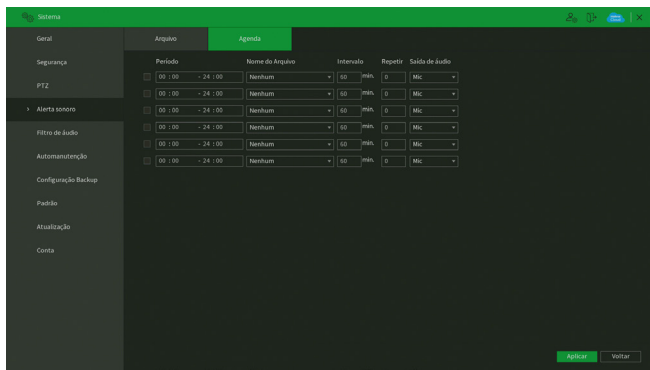 Sistema
Geral
Arquivo
Agenda
Segurança
Período Nome do Arquivo Intervalo Repetir Saída de áudio
00 : 00 - 24 : 00 Nenhum 60 min. 0 Mic
PTZ
00 : 00 - 24 : 00 Nenhum 60 min. 0 Mic
Alerta sonoro
00 : 00 - 24 : 00 Nenhum 60 min. 0 Mic
Filtro de áudio
00 : 00 - 24 : 00 Nenhum 60 min. 0 Mic
00 : 00 - 24 : 00 Nenhum 60 min. 0 Mic
Automanutenção
00 : 00 - 24 : 00 Nenhum 60 min. 0 Mic
Configuração Backup
Padrão
Atualização
Conta
Aplicar Voltar